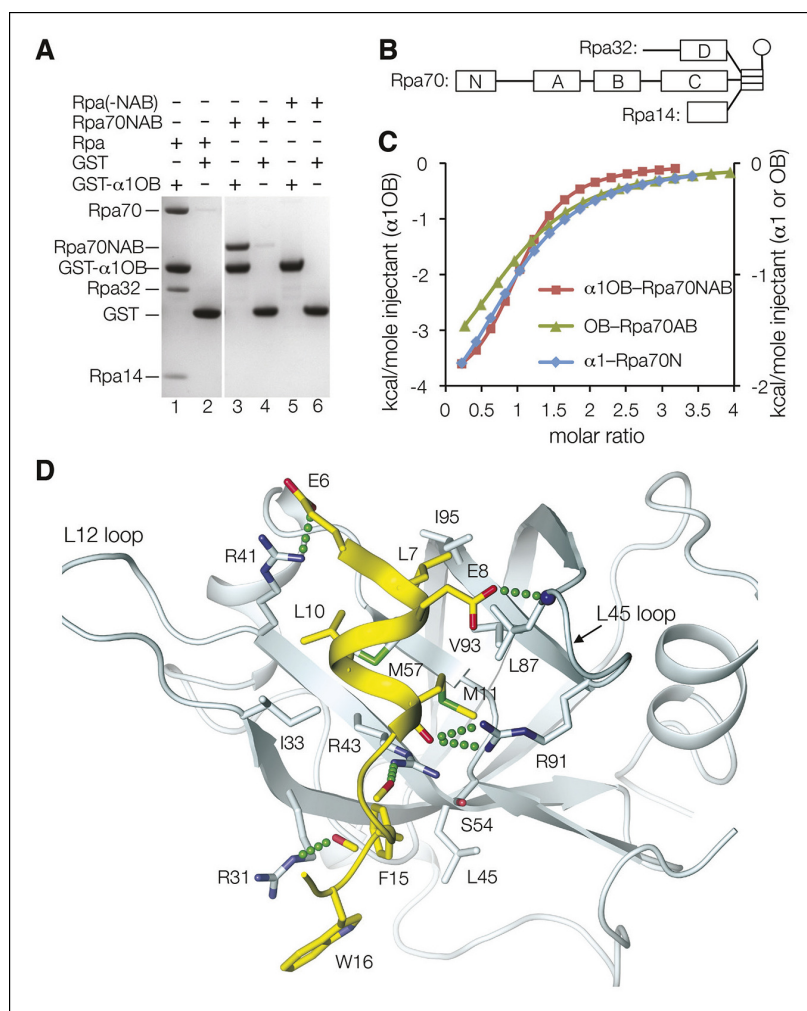 A
Rpa(-NAB) – – – – + +
Rpa70NAB – – + + – –
Rpa + + – – – –
GST – + – + – +
GST-α1OB + – + – + –
Rpa70
Rpa70NAB
GST-α1OB
Rpa32
GST
Rpa14
1 2 3 4 5 6
B
Rpa32: D
Rpa70: N A B C
Rpa14:
C
kcal/mole injectant (α1OB)
0
-1
-2
-3
-4
0 0.5 1 1.5 2 2.5 3 3.5 4
molar ratio
0
-1
-2
kcal/mole injectant (α1 or OB)
α1OB–Rpa70NAB
OB–Rpa70AB
α1–Rpa70N
D
E6
L12 loop
I95
R41
L7
E8
L45 loop
L10
V93
L87
M57
M11
I33
R43
R91
S54
R31
F15
L45
W16